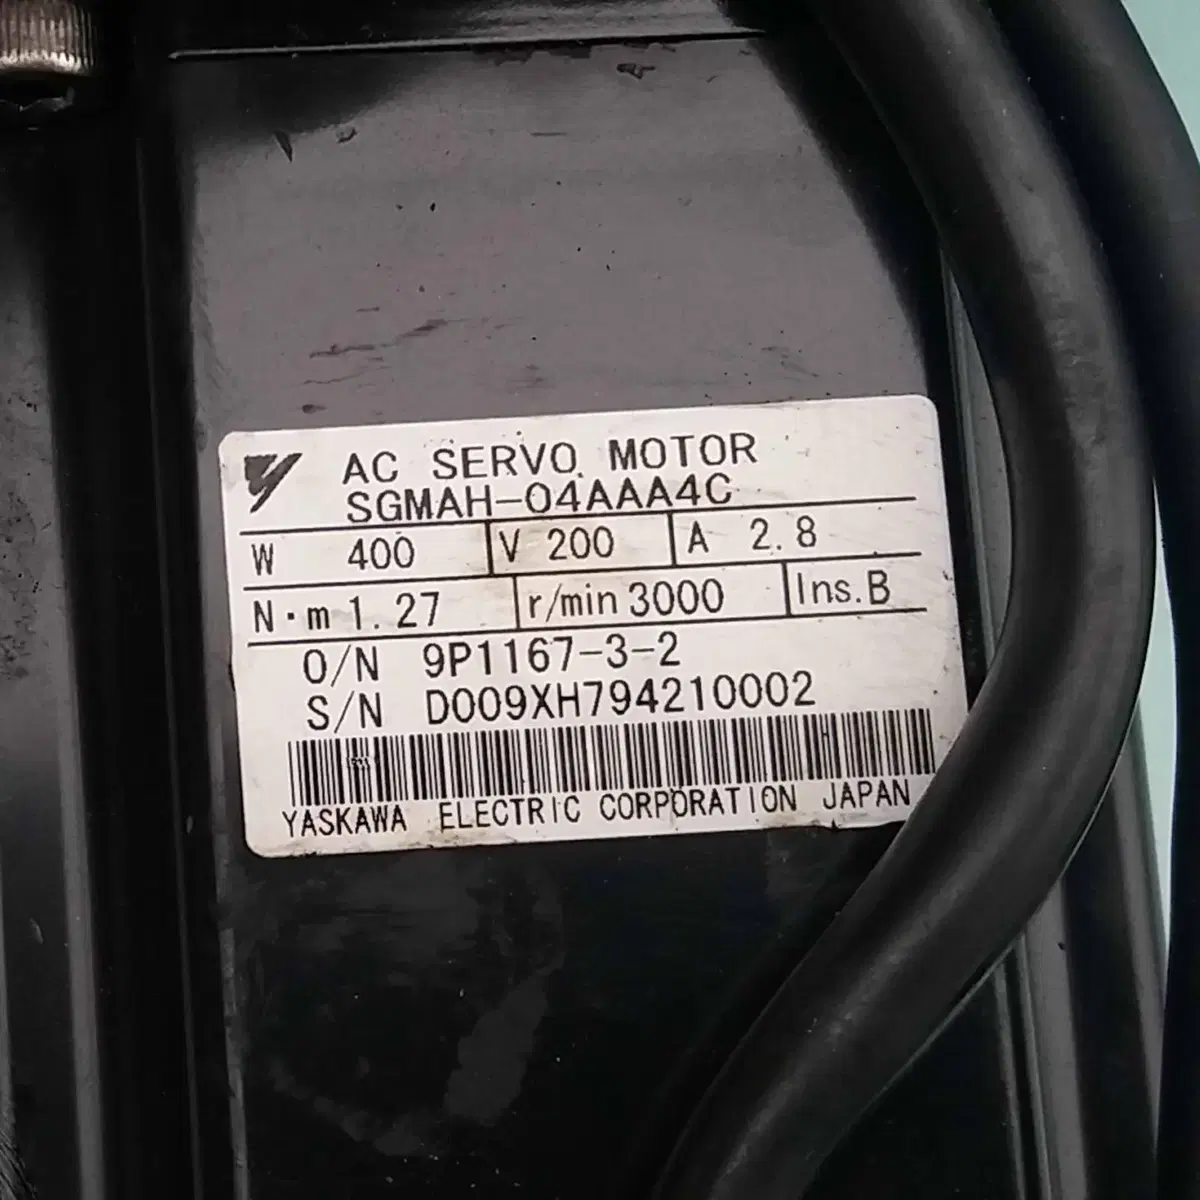 AC SERVO MOTOR
SGMAH-04AAA4C
W 400 V 200 A 2.8
N·m 1.27 r/min 3000 Ins.B
O/N 9P1167-3-2
S/N D009XH794210002
YASKAWA ELECTRIC CORPORATION JAPAN